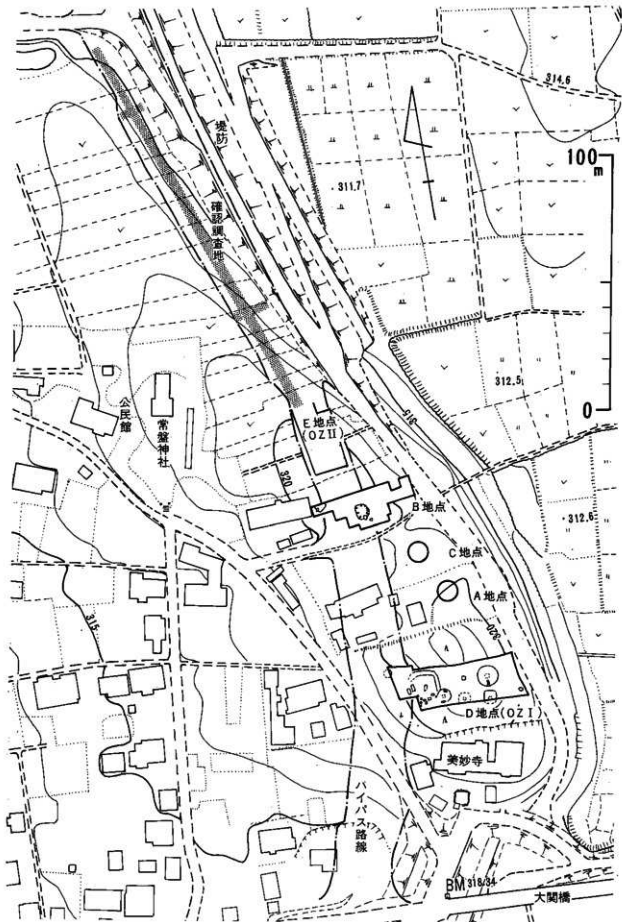 314.6
堤防
311.7
100
m
確認調査地
312.5
0
公民館
常盤神社
E地点
(OZⅡ)
315
320
B地点
312.6
C地点
A地点
315
320
D地点(OZⅠ)
美妙寺
バイパス路線
BM 318.34
大関橋